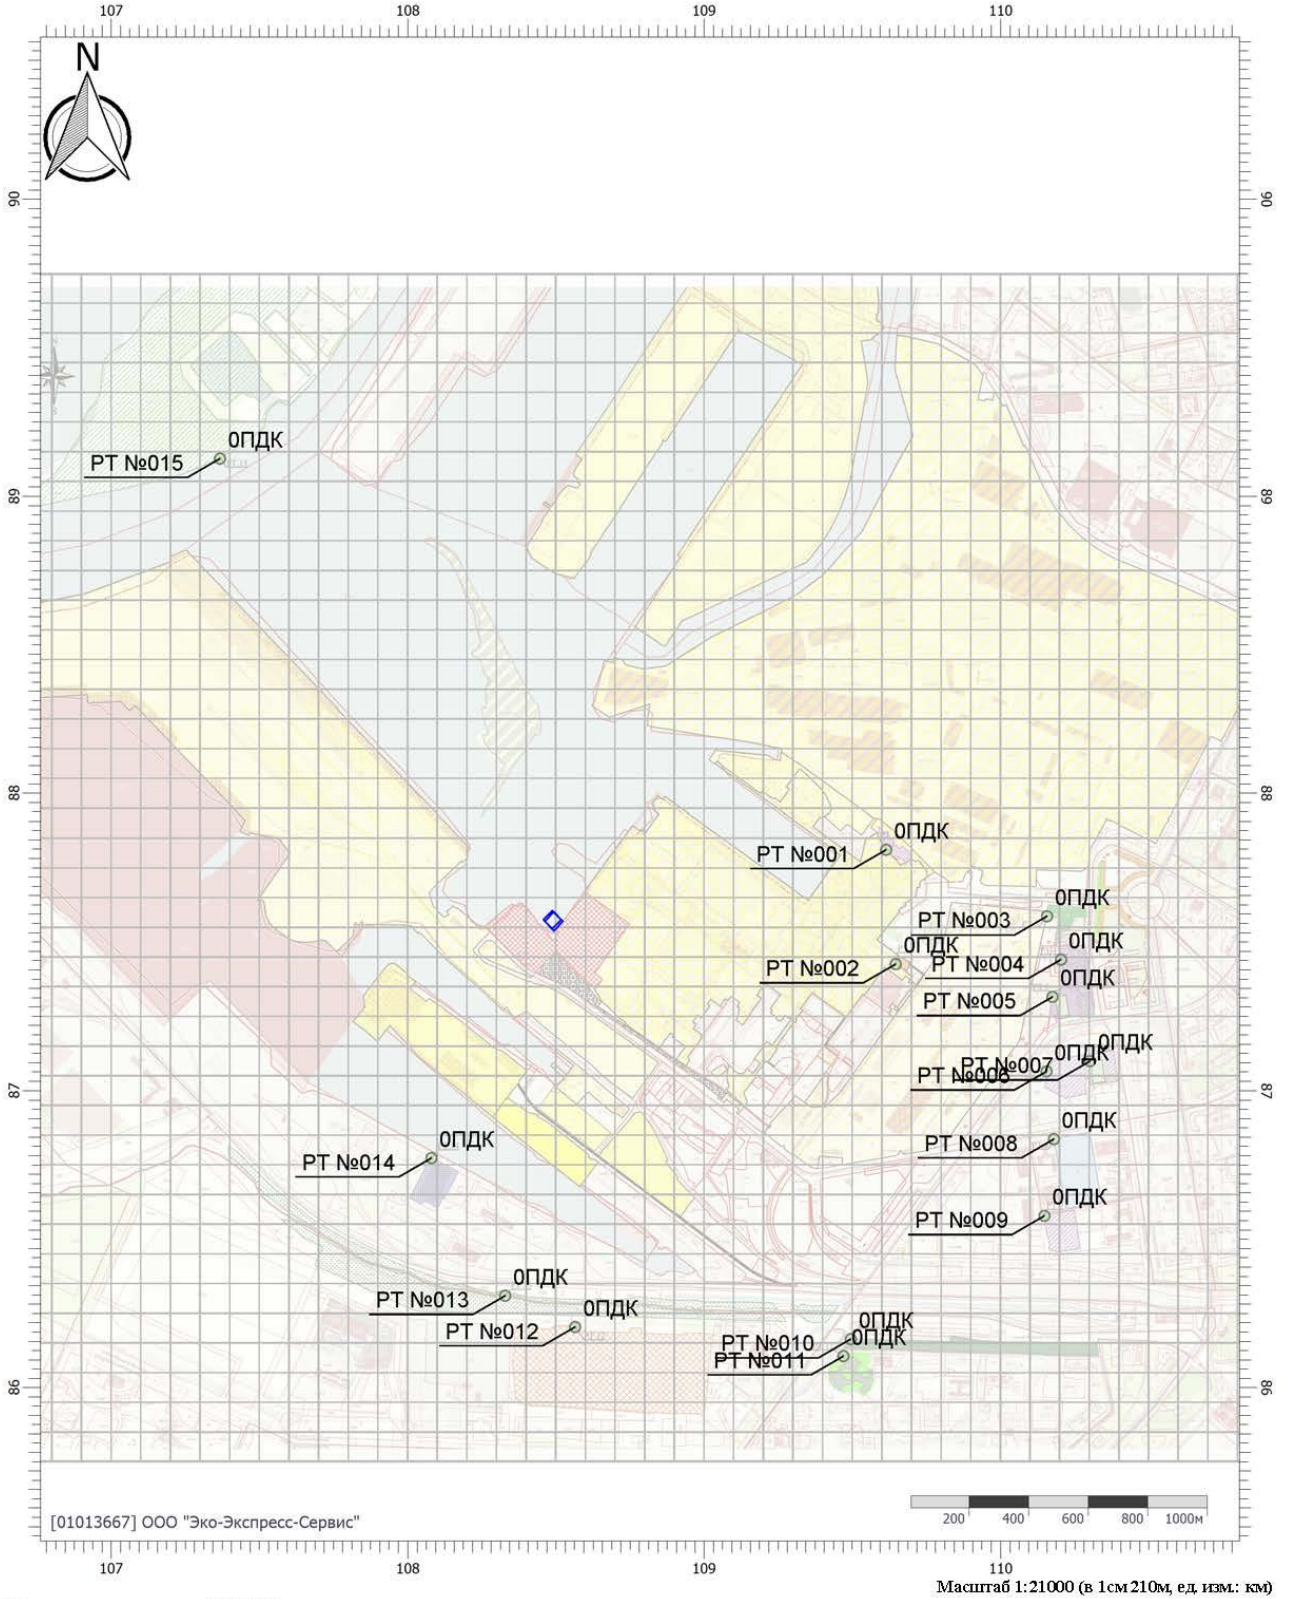 107 108 109 110
N
90 90
0ПДК
РТ №015
89 89
88 88
0ПДК
РТ №001
0ПДК
РТ №003
0ПДК
РТ №002
0ПДК
РТ №004
0ПДК
РТ №005
0ПДК
РТ №007
0ПДК
РТ №006
87 87
0ПДК
РТ №008
0ПДК
РТ №014
0ПДК
РТ №009
0ПДК
РТ №013
0ПДК
РТ №012
0ПДК
РТ №010
0ПДК
РТ №011
86 86
[01013667] ООО "Эко-Экспресс-Сервис"
200 400 600 800 1000м
107 108 109 110
Масштаб 1:21000 (в 1см 210м, ед. изм.: км)